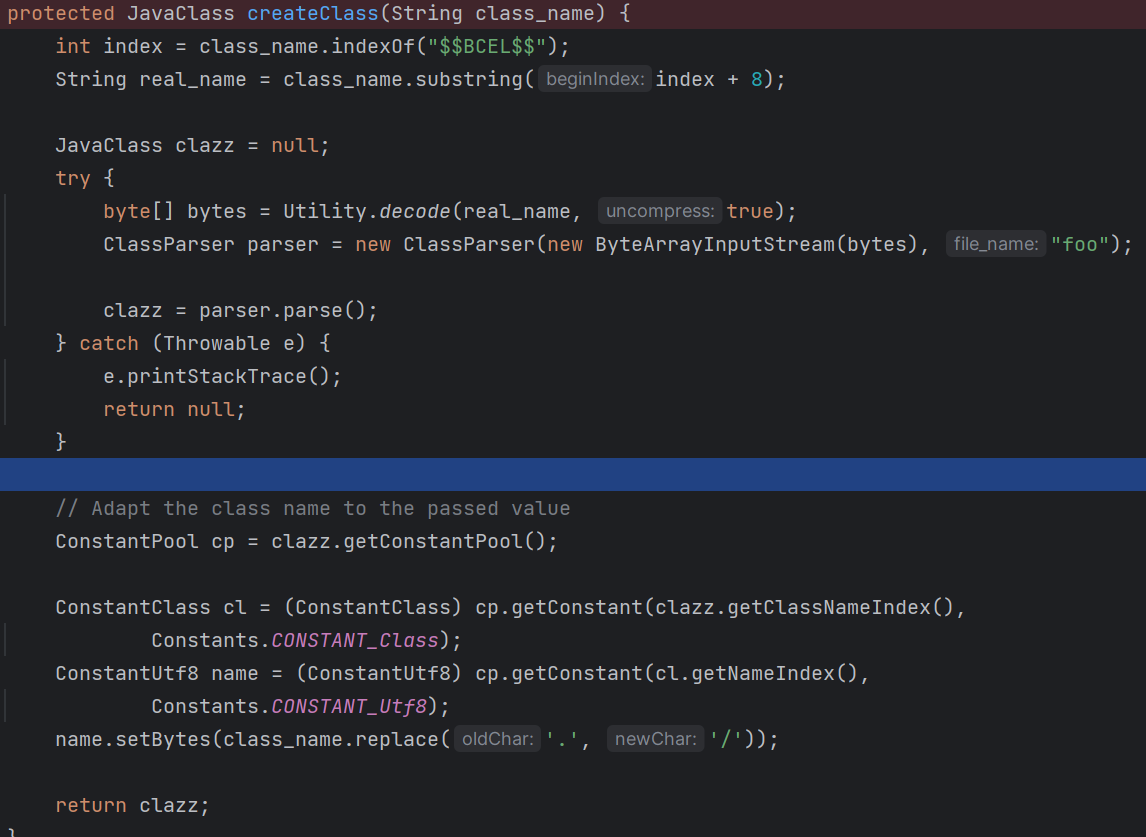 protected JavaClass createClass(String class_name) {
    int index = class_name.indexOf("$$BCEL$$");
    String real_name = class_name.substring( beginIndex: index + 8);
    JavaClass clazz = null;
    try {
        byte[] bytes = Utility.decode(real_name, uncompress: true);
        ClassParser parser = new ClassParser(new ByteArrayInputStream(bytes), file_name: "foo");
        clazz = parser.parse();
    } catch (Throwable e) {
        e.printStackTrace();
        return null;
    }
    // Adapt the class name to the passed value
    ConstantPool cp = clazz.getConstantPool();
    ConstantClass cl = (ConstantClass) cp.getConstant(clazz.getClassNameIndex(),
            Constants.CONSTANT_Class);
    ConstantUtf8 name = (ConstantUtf8) cp.getConstant(cl.getNameIndex(),
            Constants.CONSTANT_Utf8);
    name.setBytes(class_name.replace( oldChar: '.', newChar: '/'));
    return clazz;
}